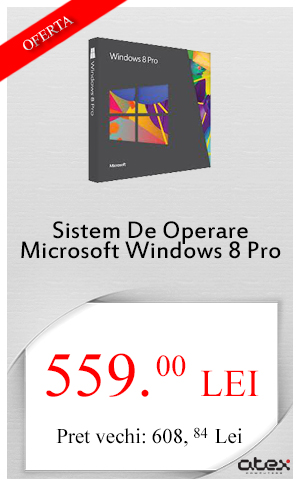 OFERTA
Windows 8 Pro
Windows 8 Pro
Microsoft
Sistem De Operare
Microsoft Windows 8 Pro
559.00 LEI
Pret vechi: 608, 84 Lei
atex
COMPUTERS